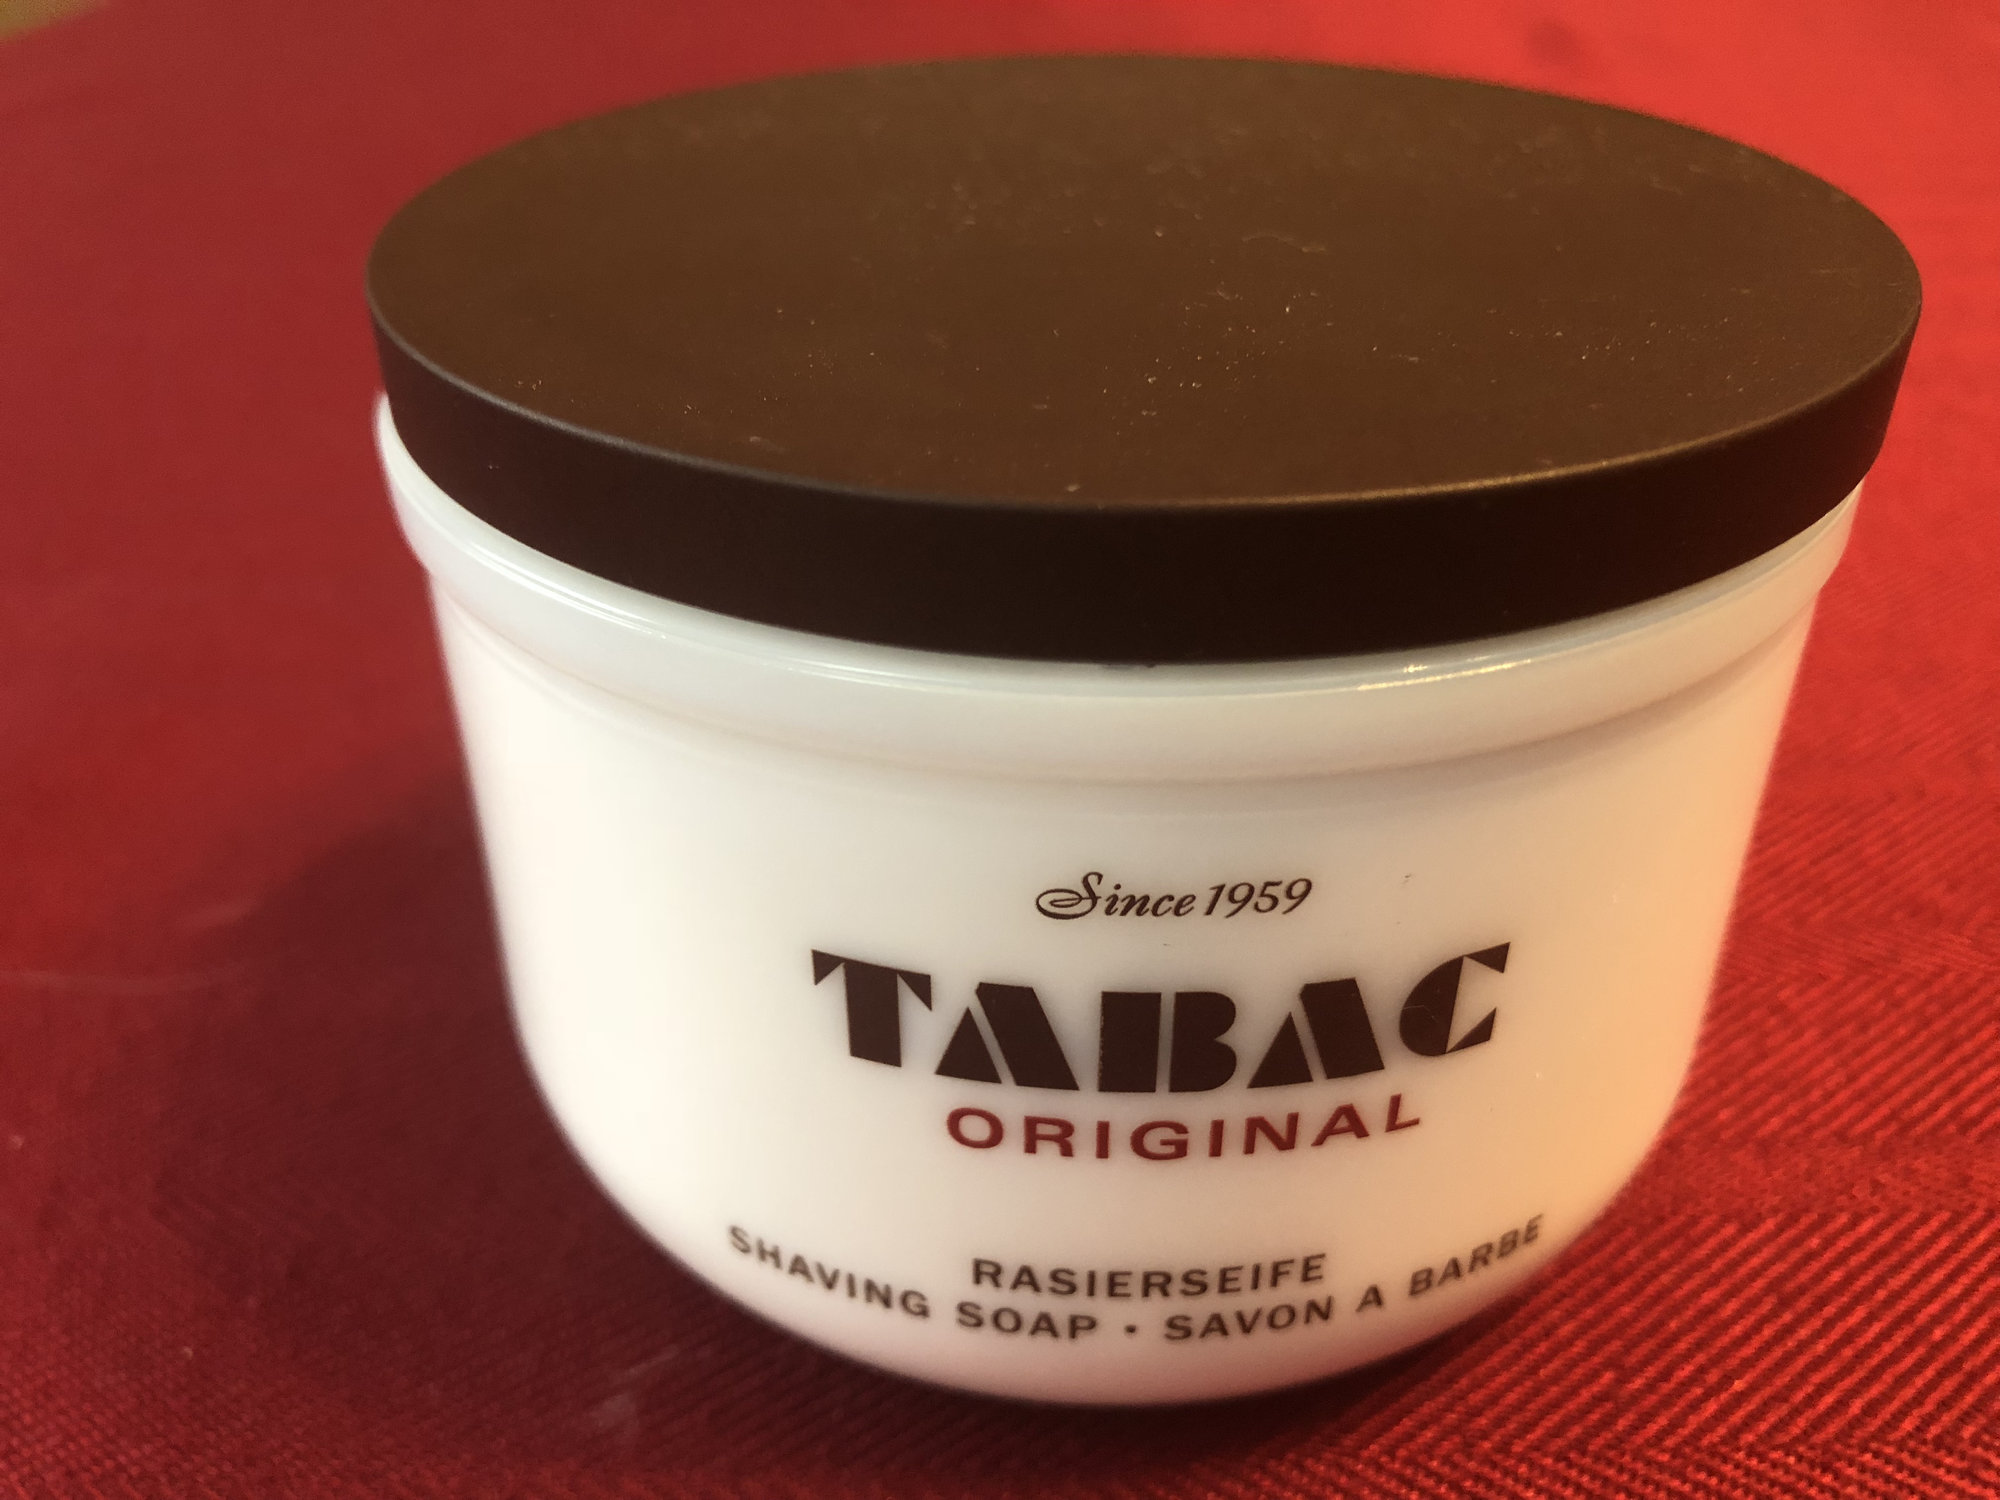 Since 1959
TABAC
ORIGINAL
RASIERSEIFE
SHAVING SOAP · SAVON A BARBE